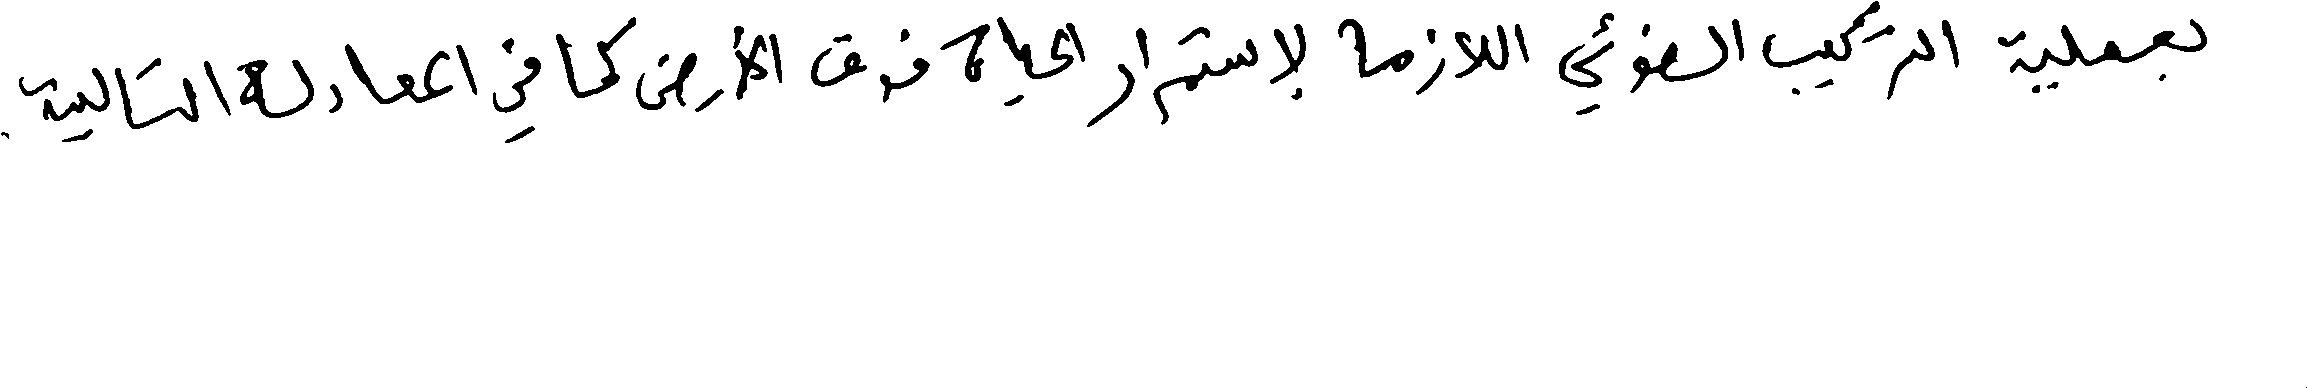 بعملية التركيب الضوئي اللازمة لاستمرار الحياة فوق الأرض كما في المعادلة التالية .